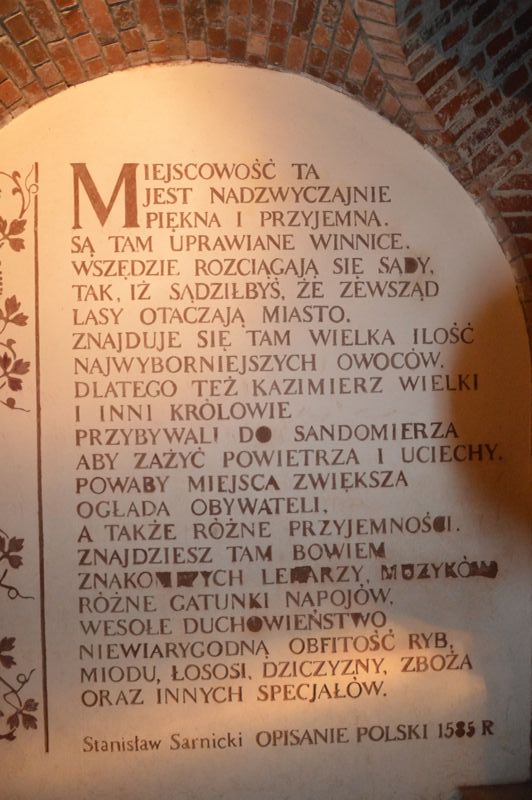 MIEJSCOWOŚĆ TA
JEST NADZWYCZAJNIE
PIĘKNA I PRZYJEMNA.
SĄ TAM UPRAWIANE WINNICE.
WSZĘDZIE ROZCIĄGAJĄ SIĘ SADY,
TAK, IŻ SĄDZIŁBYŚ, ŻE ZEWSZĄD
LASY OTACZAJĄ MIASTO.
ZNAJDUJE SIĘ TAM WIELKA ILOŚĆ
NAJWYBORNIEJSZYCH OWOCÓW.
DLATEGO TEŻ KAZIMIERZ WIELKI
I INNI KRÓLOWIE
PRZYBYWALI DO SANDOMIERZA
ABY ZAŻYĆ POWIETRZA I UCIECHY.
POWABY MIEJSCA ZWIĘKSZA
OGŁADA OBYWATELI,
A TAKŻE RÓŻNE PRZYJEMNOŚCI.
ZNAJDZIESZ TAM BOWIEM
ZNAKOMITYCH LEKARZY, MUZYKÓW
RÓŻNE GATUNKI NAPOJÓW,
WESOŁE DUCHOWIEŃSTWO
NIEWIARYGODNĄ OBFITOŚĆ RYB,
MIODU, ŁOSOSI, DZICZYZNY, ZBOŻA
ORAZ INNYCH SPECJAŁÓW.
STANISŁAW SARNICKI OPISANIE POLSKI 1585 R